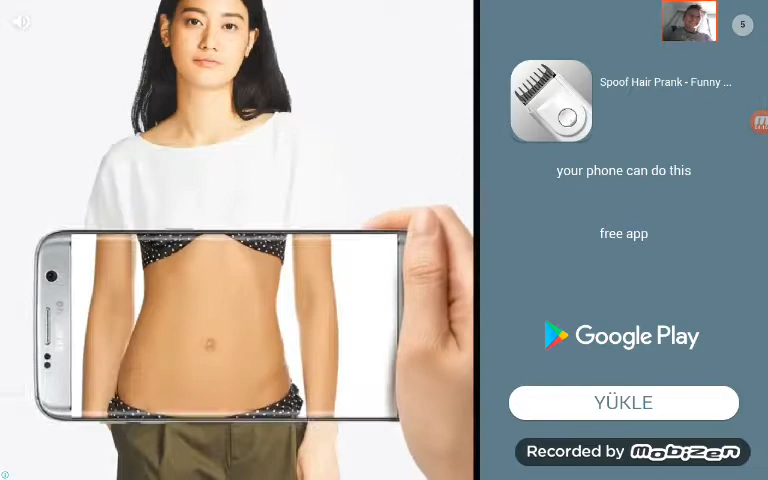 5
Spoof Hair Prank - Funny ...
your phone can do this
free app
Google Play
YÜKLE
Recorded by mobizen